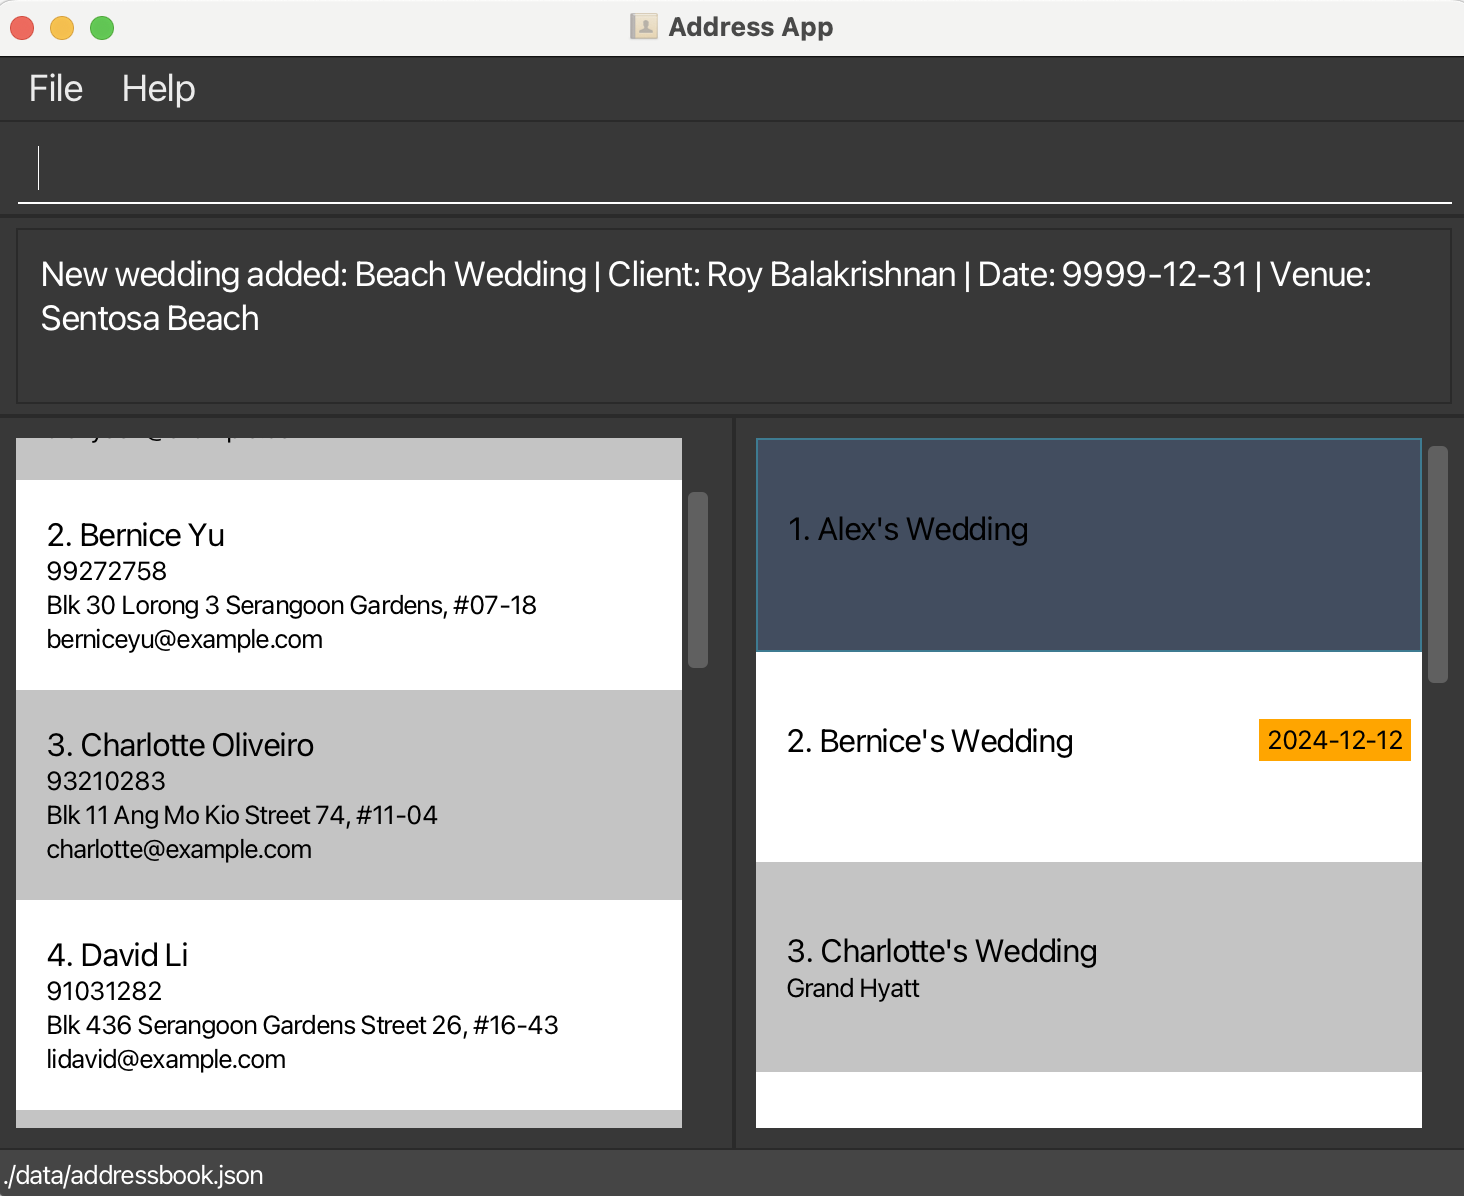 Address App
File Help
New wedding added: Beach Wedding | Client: Roy Balakrishnan | Date: 9999-12-31 | Venue:
Sentosa Beach
2. Bernice Yu
99272758
Blk 30 Lorong 3 Serangoon Gardens, #07-18
berniceyu@example.com
3. Charlotte Oliveiro
93210283
Blk 11 Ang Mo Kio Street 74, #11-04
charlotte@example.com
4. David Li
91031282
Blk 436 Serangoon Gardens Street 26, #16-43
lidavid@example.com
1. Alex's Wedding
2. Bernice's Wedding
2024-12-12
3. Charlotte's Wedding
Grand Hyatt
./data/addressbook.json